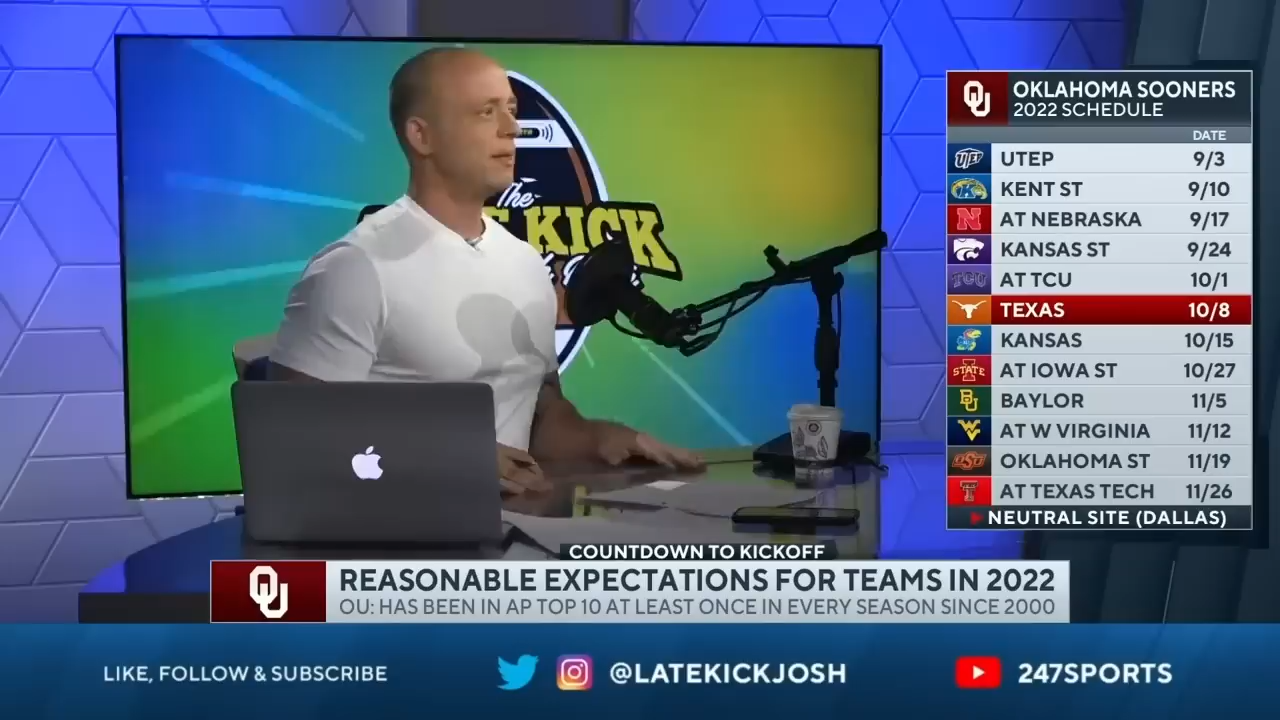 The
KICK
OU
OKLAHOMA SOONERS
2022 SCHEDULE
DATE
UTEP 9/3
KENT ST 9/10
AT NEBRASKA 9/17
KANSAS ST 9/24
AT TCU 10/1
TEXAS 10/8
KANSAS 10/15
AT IOWA ST 10/27
BAYLOR 11/5
AT W VIRGINIA 11/12
OKLAHOMA ST 11/19
AT TEXAS TECH 11/26
NEUTRAL SITE (DALLAS)
COUNTDOWN TO KICKOFF
OU
REASONABLE EXPECTATIONS FOR TEAMS IN 2022
OU: HAS BEEN IN AP TOP 10 AT LEAST ONCE IN EVERY SEASON SINCE 2000
LIKE, FOLLOW & SUBSCRIBE
@LATEKICKJOSH
247SPORTS